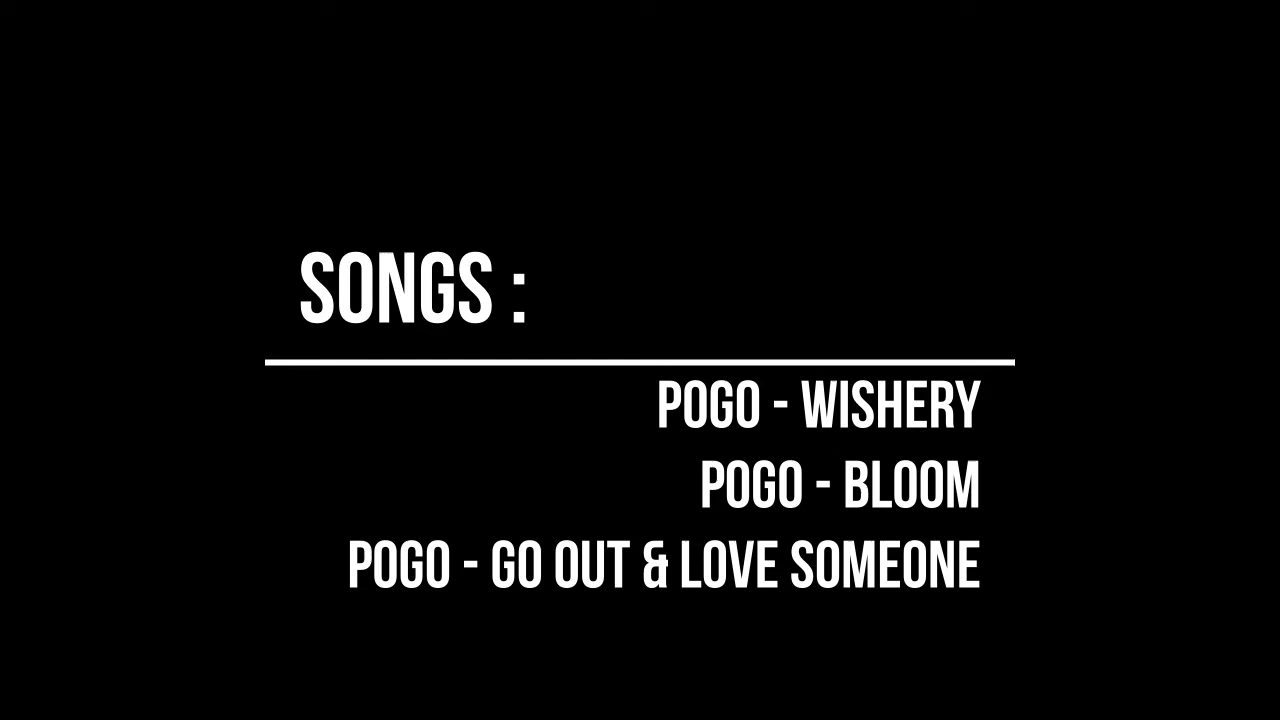 SONGS :
POGO - WISHERY
POGO - BLOOM
POGO - GO OUT & LOVE SOMEONE